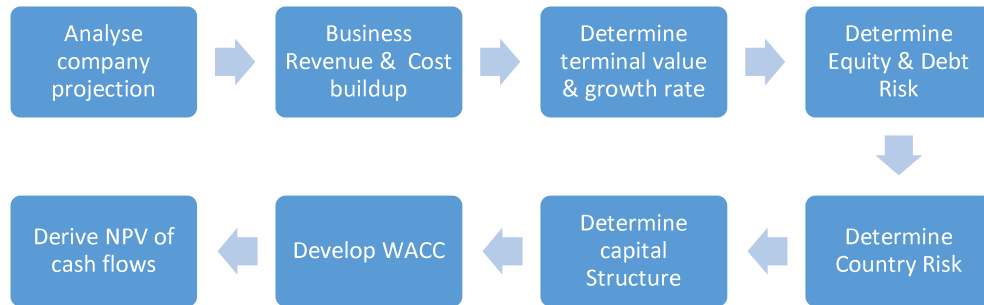 Analyse
company
projection
Business
Revenue & Cost
buildup
Determine
terminal value
& growth rate
Determine
Equity & Debt
Risk
Determine
Country Risk
Determine
capital
Structure
Develop WACC
Derive NPV of
cash flows